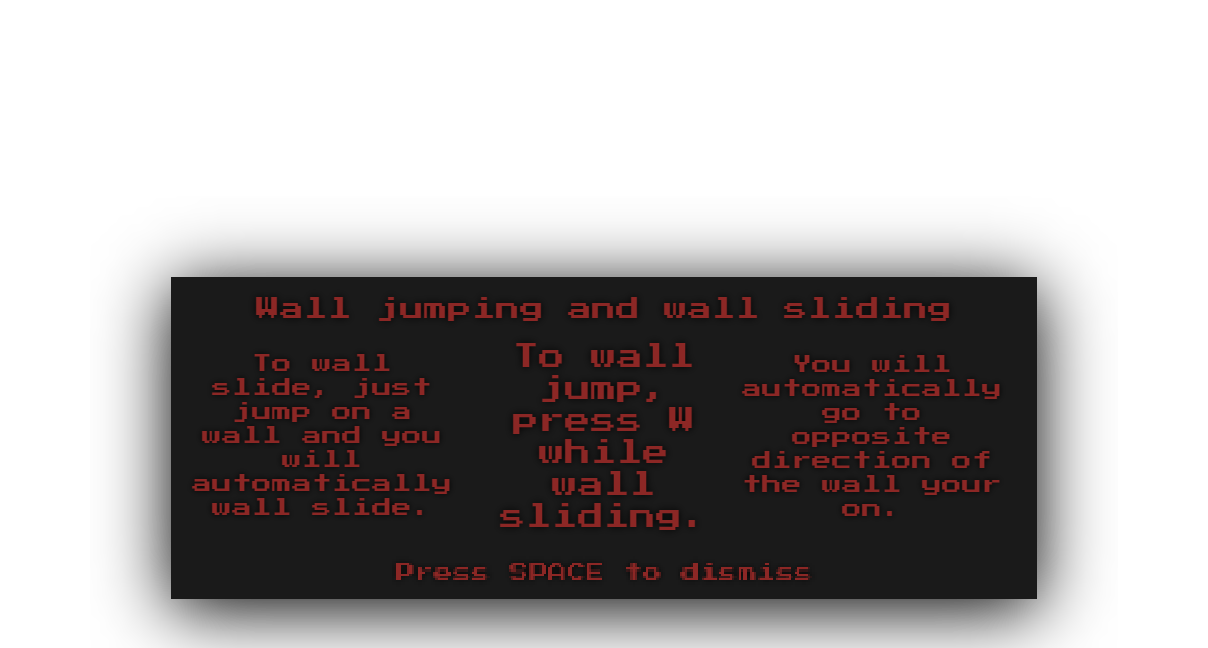 Wall jumping and wall sliding
To wall
slide, just
jump on a
wall and you
will
automatically
wall slide.
To wall
jump,
press W
while
wall
sliding.
You will
automatically
go to
opposite
direction of
the wall your
on.
Press SPACE to dismiss